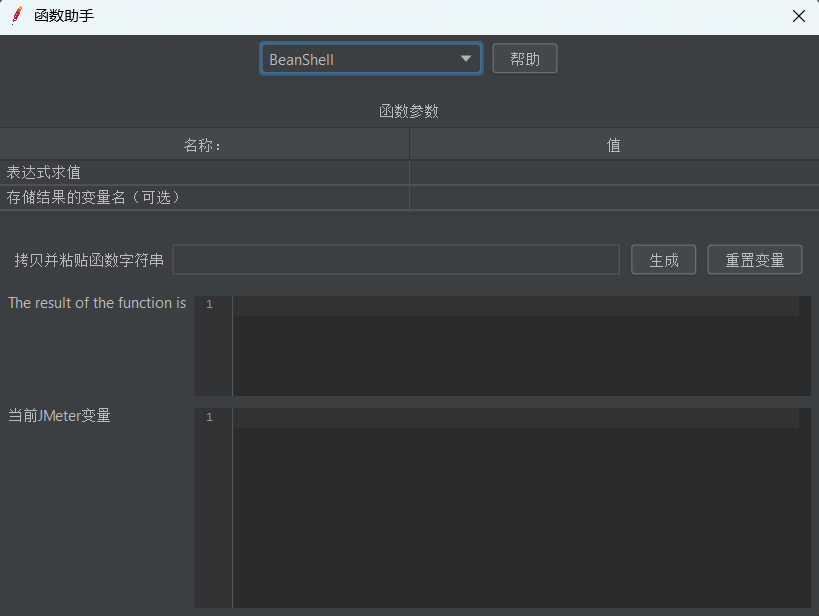 函数助手
BeanShell 帮助
函数参数
名称： 值
表达式求值
存储结果的变量名（可选）
拷贝并粘贴函数字符串 生成 重置变量
The result of the function is 1
当前JMeter变量 1